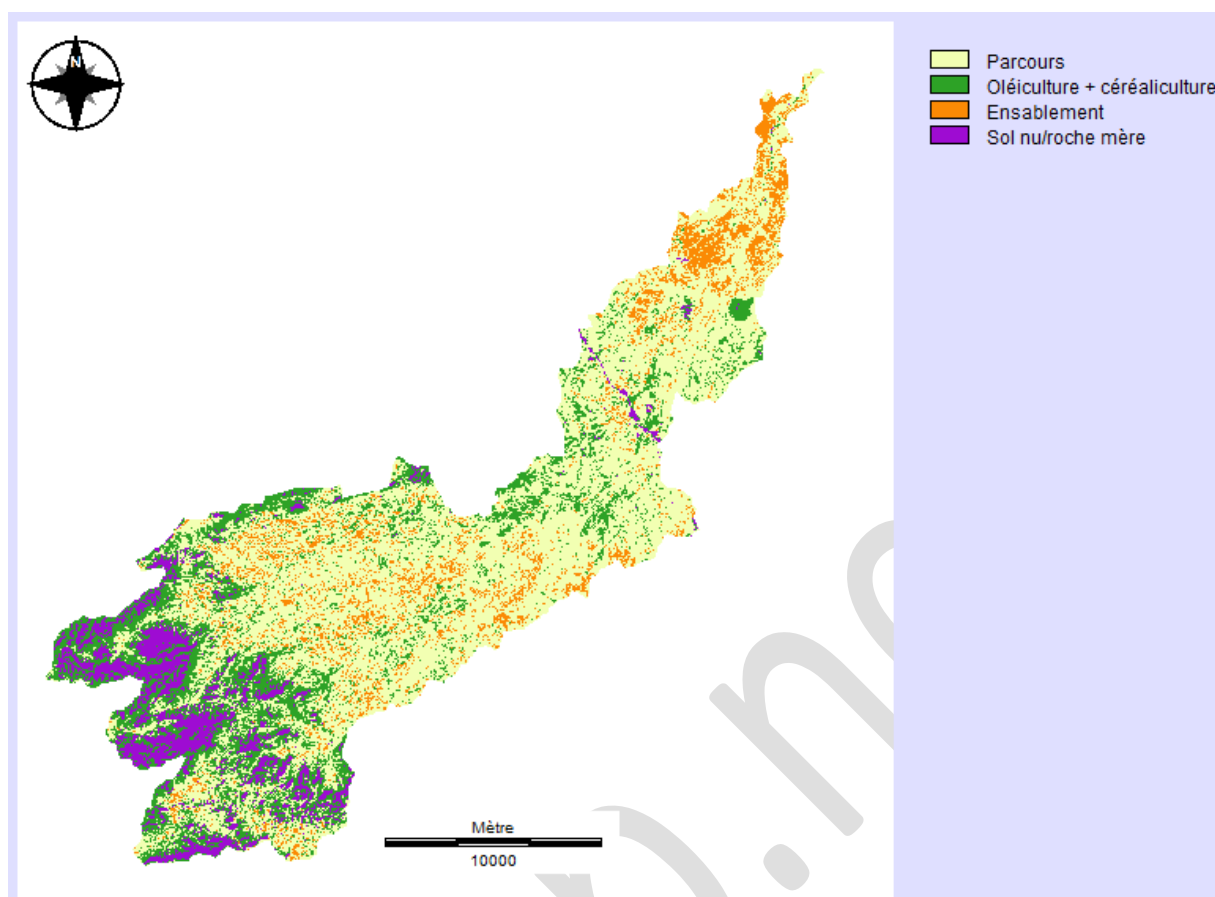 N
Parcours
Oléiculture + céréaliculture
Ensablement
Sol nu/roche mère
Mètre
10000